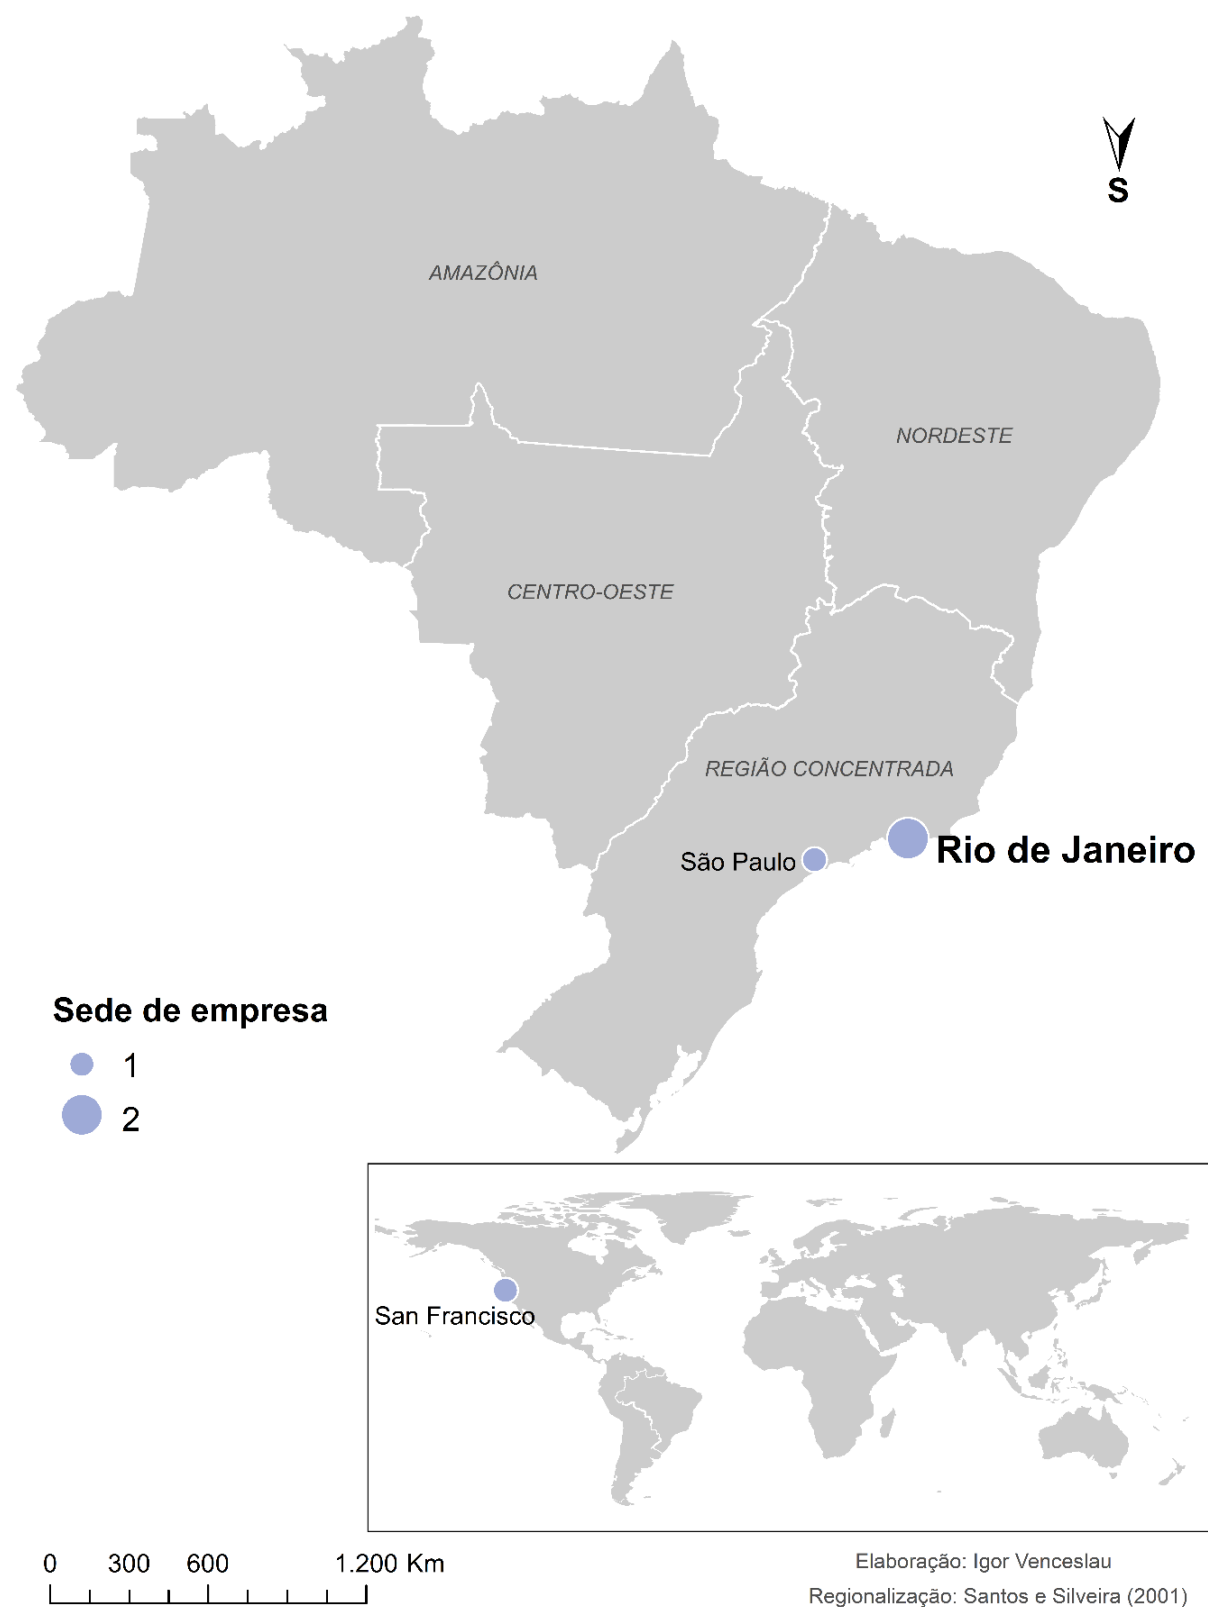 S
AMAZÔNIA
NORDESTE
CENTRO-OESTE
REGIÃO CONCENTRADA
Rio de Janeiro
São Paulo
Sede de empresa
1
2
San Francisco
0 300 600 1.200 Km
Elaboração: Igor Venceslau
Regionalização: Santos e Silveira (2001)